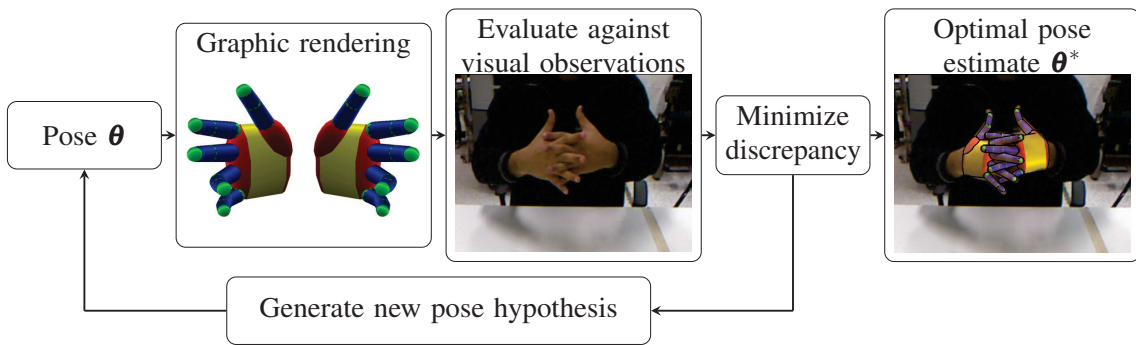 Pose θ
Graphic rendering
Evaluate against
visual observations
Minimize
discrepancy
Optimal pose
estimate θ*
Generate new pose hypothesis